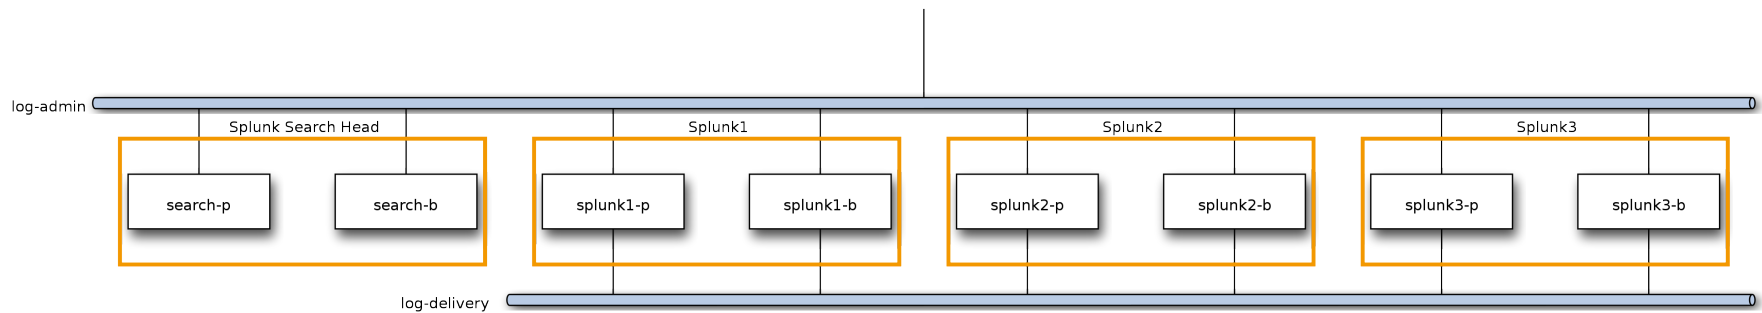 log-admin
Splunk Search Head
Splunk1
Splunk2
Splunk3
search-p
search-b
splunk1-p
splunk1-b
splunk2-p
splunk2-b
splunk3-p
splunk3-b
log-delivery